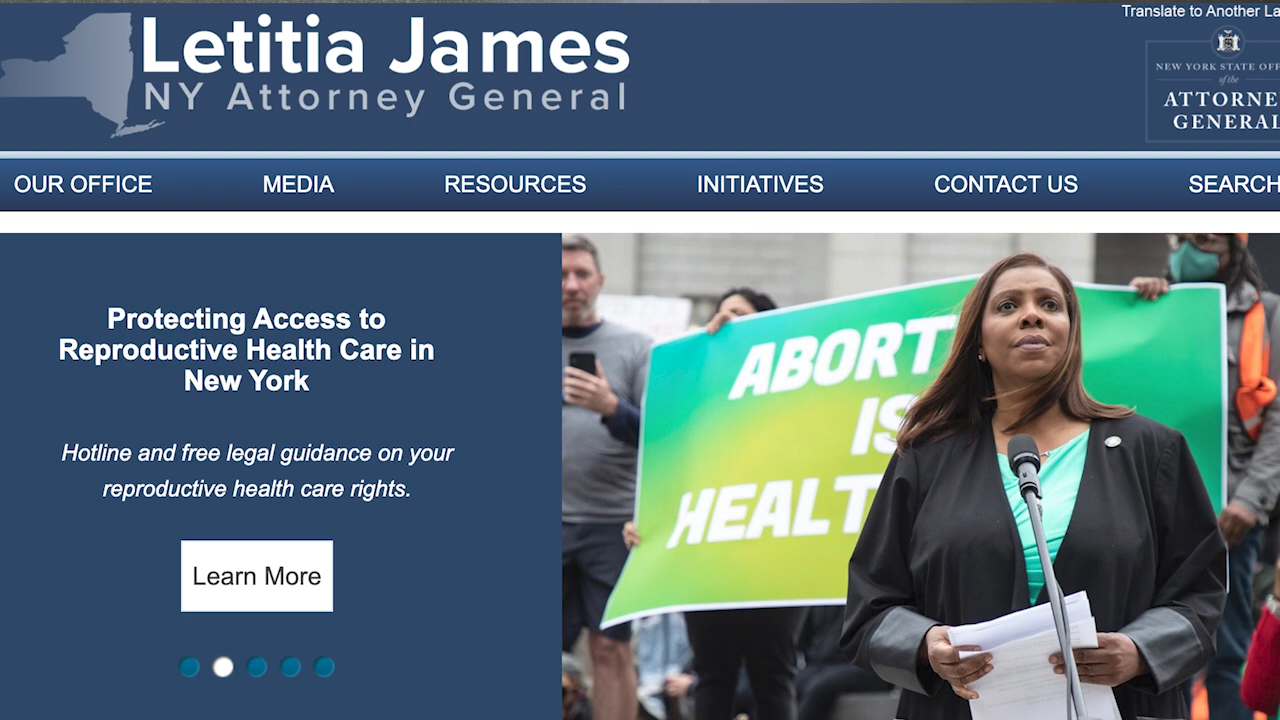 Translate to Another La
Letitia James
NY Attorney General
NEW YORK STATE OFF
of the
ATTORNE
GENERAL
OUR OFFICE
MEDIA
RESOURCES
INITIATIVES
CONTACT US
SEARCH
Protecting Access to
Reproductive Health Care in
New York
Hotline and free legal guidance on your
reproductive health care rights.
Learn More
ABORT
IS
HEALT